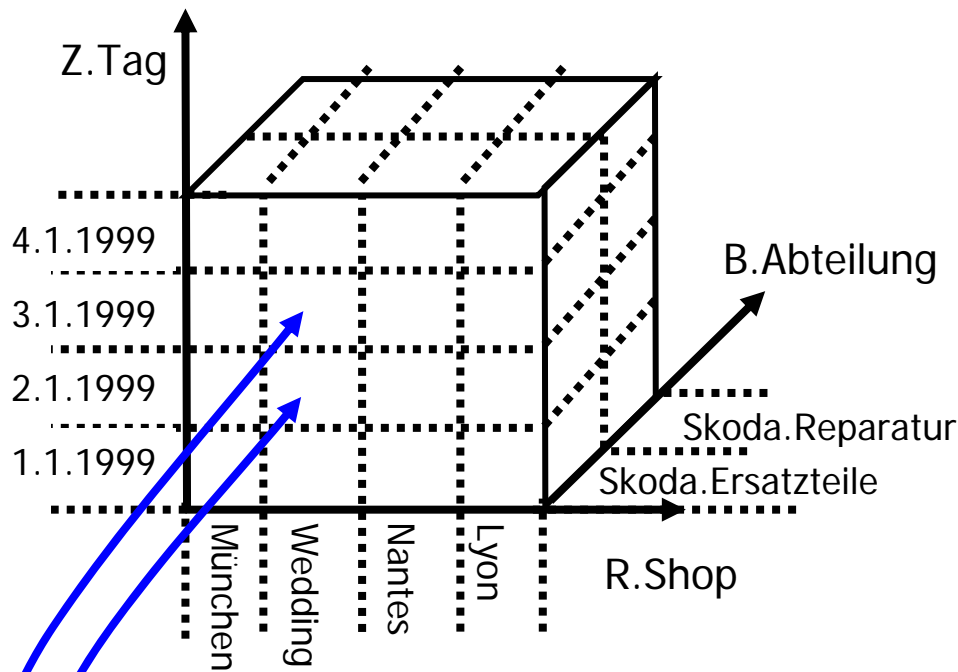 Z.Tag
4.1.1999
3.1.1999
2.1.1999
1.1.1999
B.Abteilung
Skoda.Reparatur
Skoda.Ersatzteile
München
Wedding
Nantes
Lyon
R.Shop